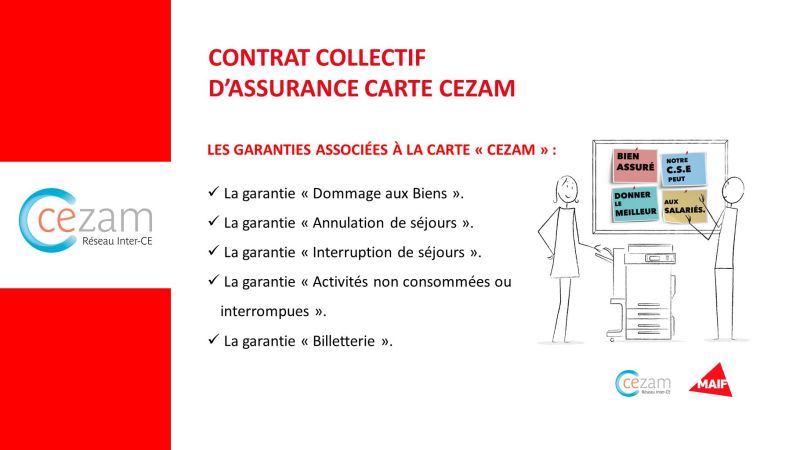 CONTRAT COLLECTIF
D’ASSURANCE CARTE CEZAM
LES GARANTIES ASSOCIÉES À LA CARTE « CEZAM » :
✓ La garantie « Dommage aux Biens ».
✓ La garantie « Annulation de séjours ».
✓ La garantie « Interruption de séjours ».
✓ La garantie « Activités non consommées ou
interrompues ».
✓ La garantie « Billetterie ».
cezam
Réseau Inter-CE
BIEN
ASSURÉ
NOTRE
C.S.E
PEUT
DONNER
LE
MEILLEUR
AUX
SALARIÉS.
cezam
Réseau Inter-CE
MAIF